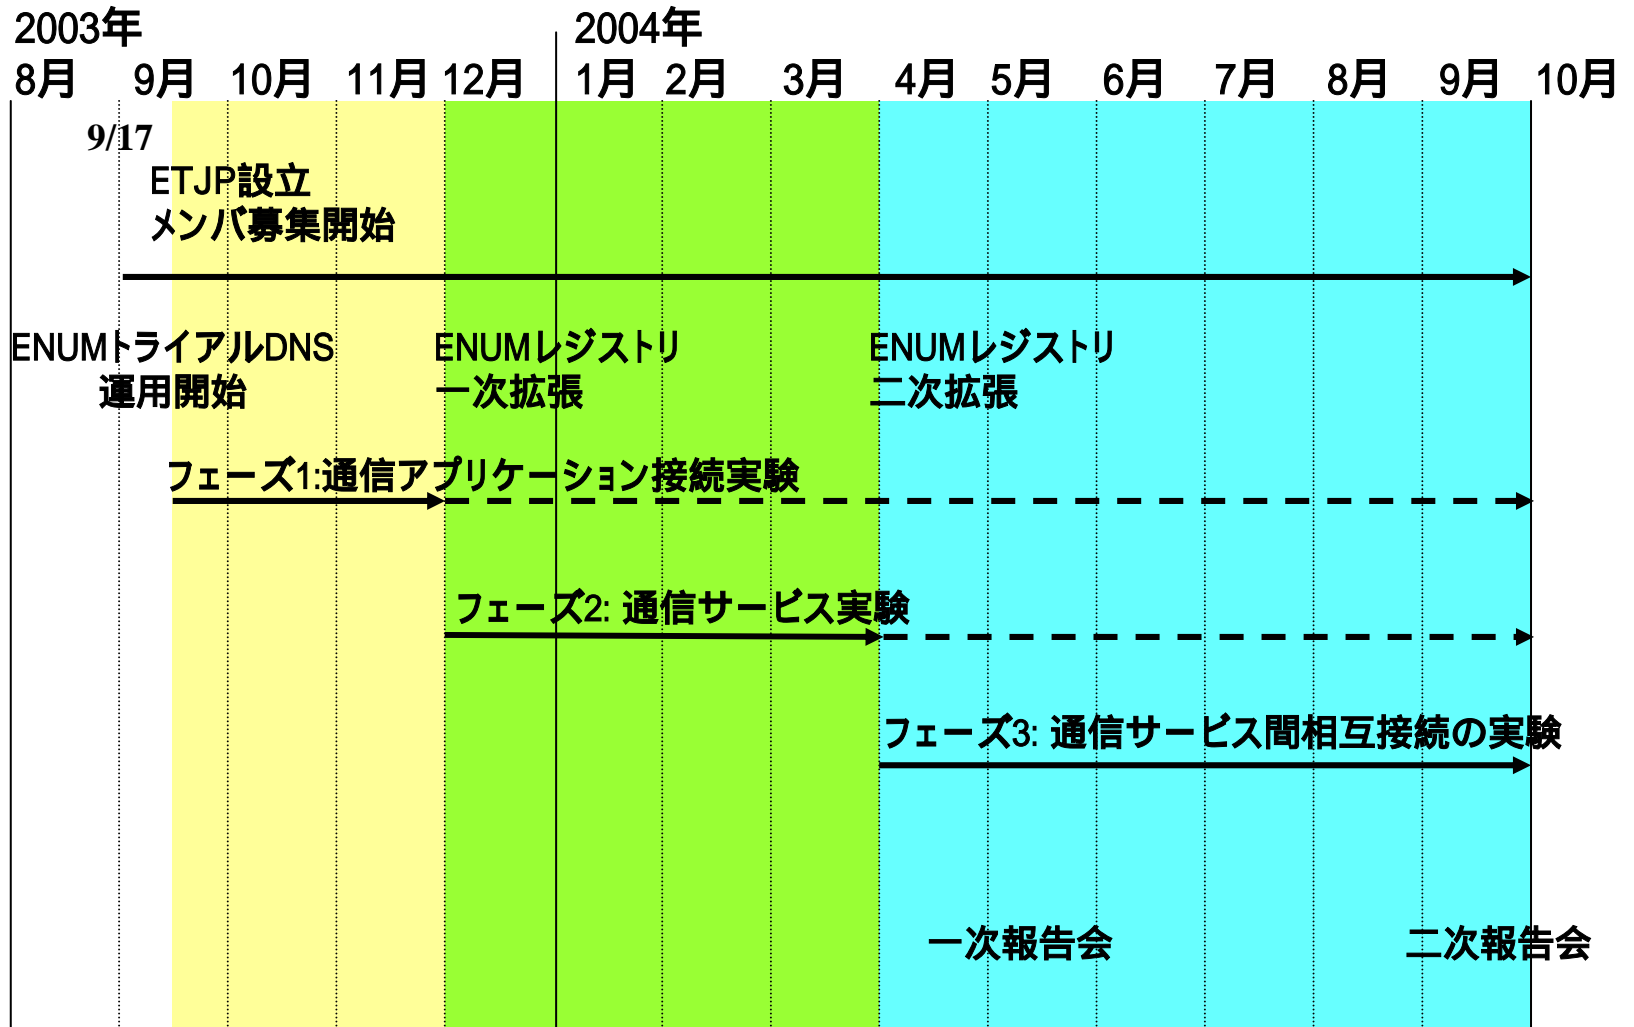 2003年 2004年
8月 9月 10月 11月 12月 1月 2月 3月 4月 5月 6月 7月 8月 9月 10月
9/17
ETJP設立
メンバ募集開始
ENUMトライアルDNS ENUMレジストリ ENUMレジストリ
運用開始 一次拡張 二次拡張
フェーズ1:通信アプリケーション接続実験
フェーズ2: 通信サービス実験
フェーズ3: 通信サービス間相互接続の実験
一次報告会 二次報告会